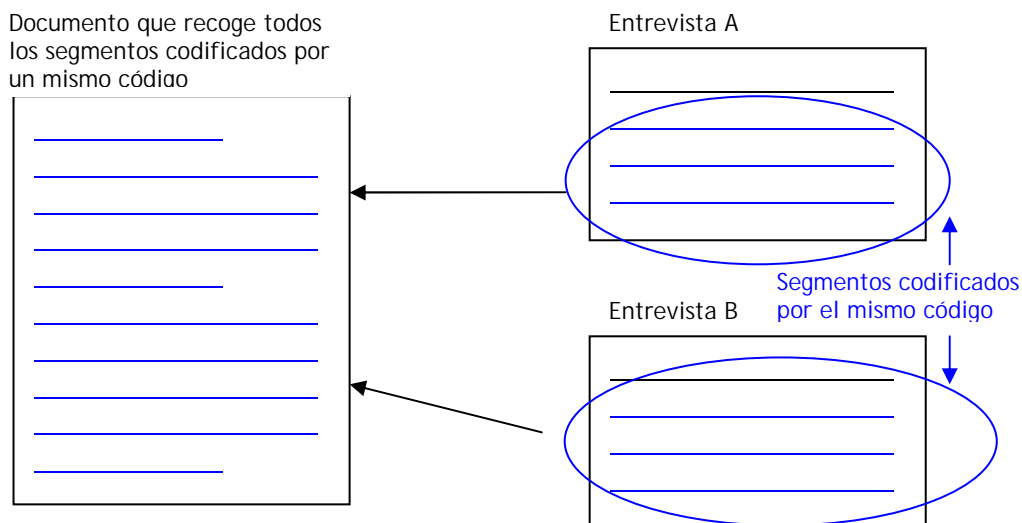 Documento que recoge todos
los segmentos codificados por
un mismo código
Entrevista A
Segmentos codificados
por el mismo código
Entrevista B